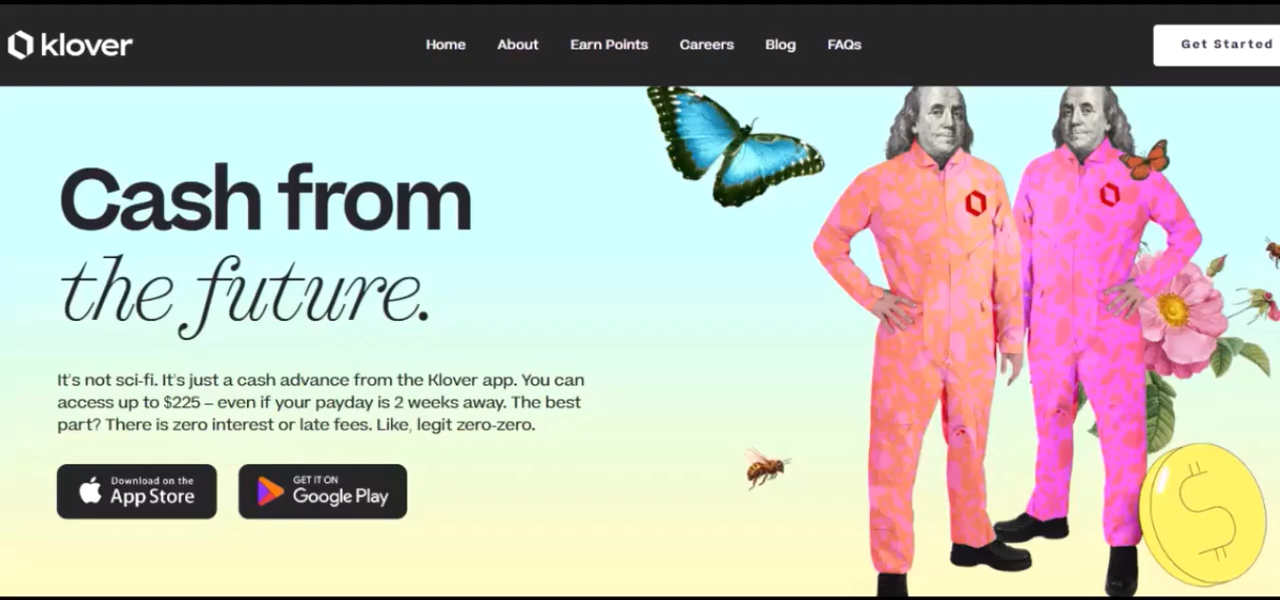 klover
Home
About
Earn Points
Careers
Blog
FAQs
Get Started
Cash from
the future.
It's not sci-fi. It's just a cash advance from the Klover app. You can
access up to $225 – even if your payday is 2 weeks away. The best
part? There is zero interest or late fees. Like, legit zero-zero.
Download on the
App Store
GET IT ON
Google Play
$